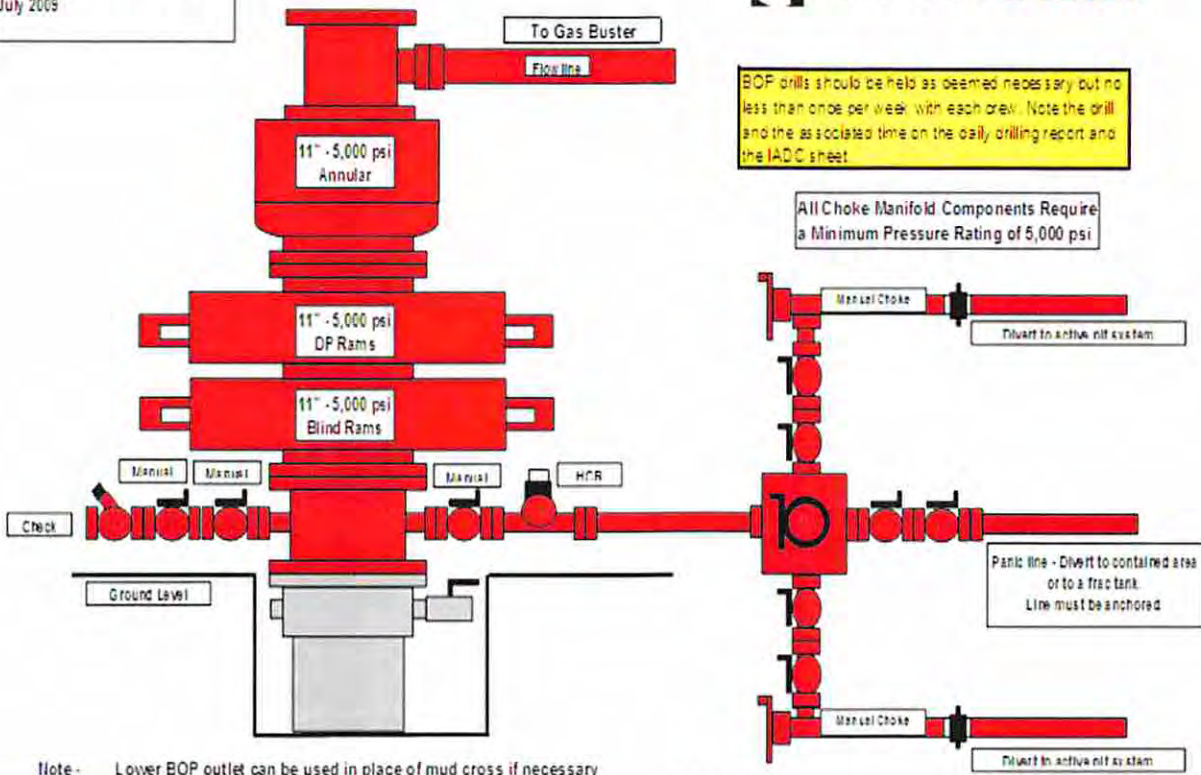 July 2009
To Gas Buster
Flow line
BOP drills should be held as deemed necessary but no
less than once per week with each crew. Note the drill
and the associated time on the daily drilling report and
the IADC sheet
11" - 5,000 psi
Annular
All Choke Manifold Components Require
a Minimum Pressure Rating of 5,000 psi
Manual Choke
Divert to active pit system
11" - 5,000 psi
DP Rams
11" - 5,000 psi
Blind Rams
Manual
Manual
Manual
HCR
Check
Panic line - Divert to contained area
or to a frac tank
Line must be anchored
Ground Level
Manual Choke
Divert to active pit system
Note - Lower BOP outlet can be used in place of mud cross if necessary